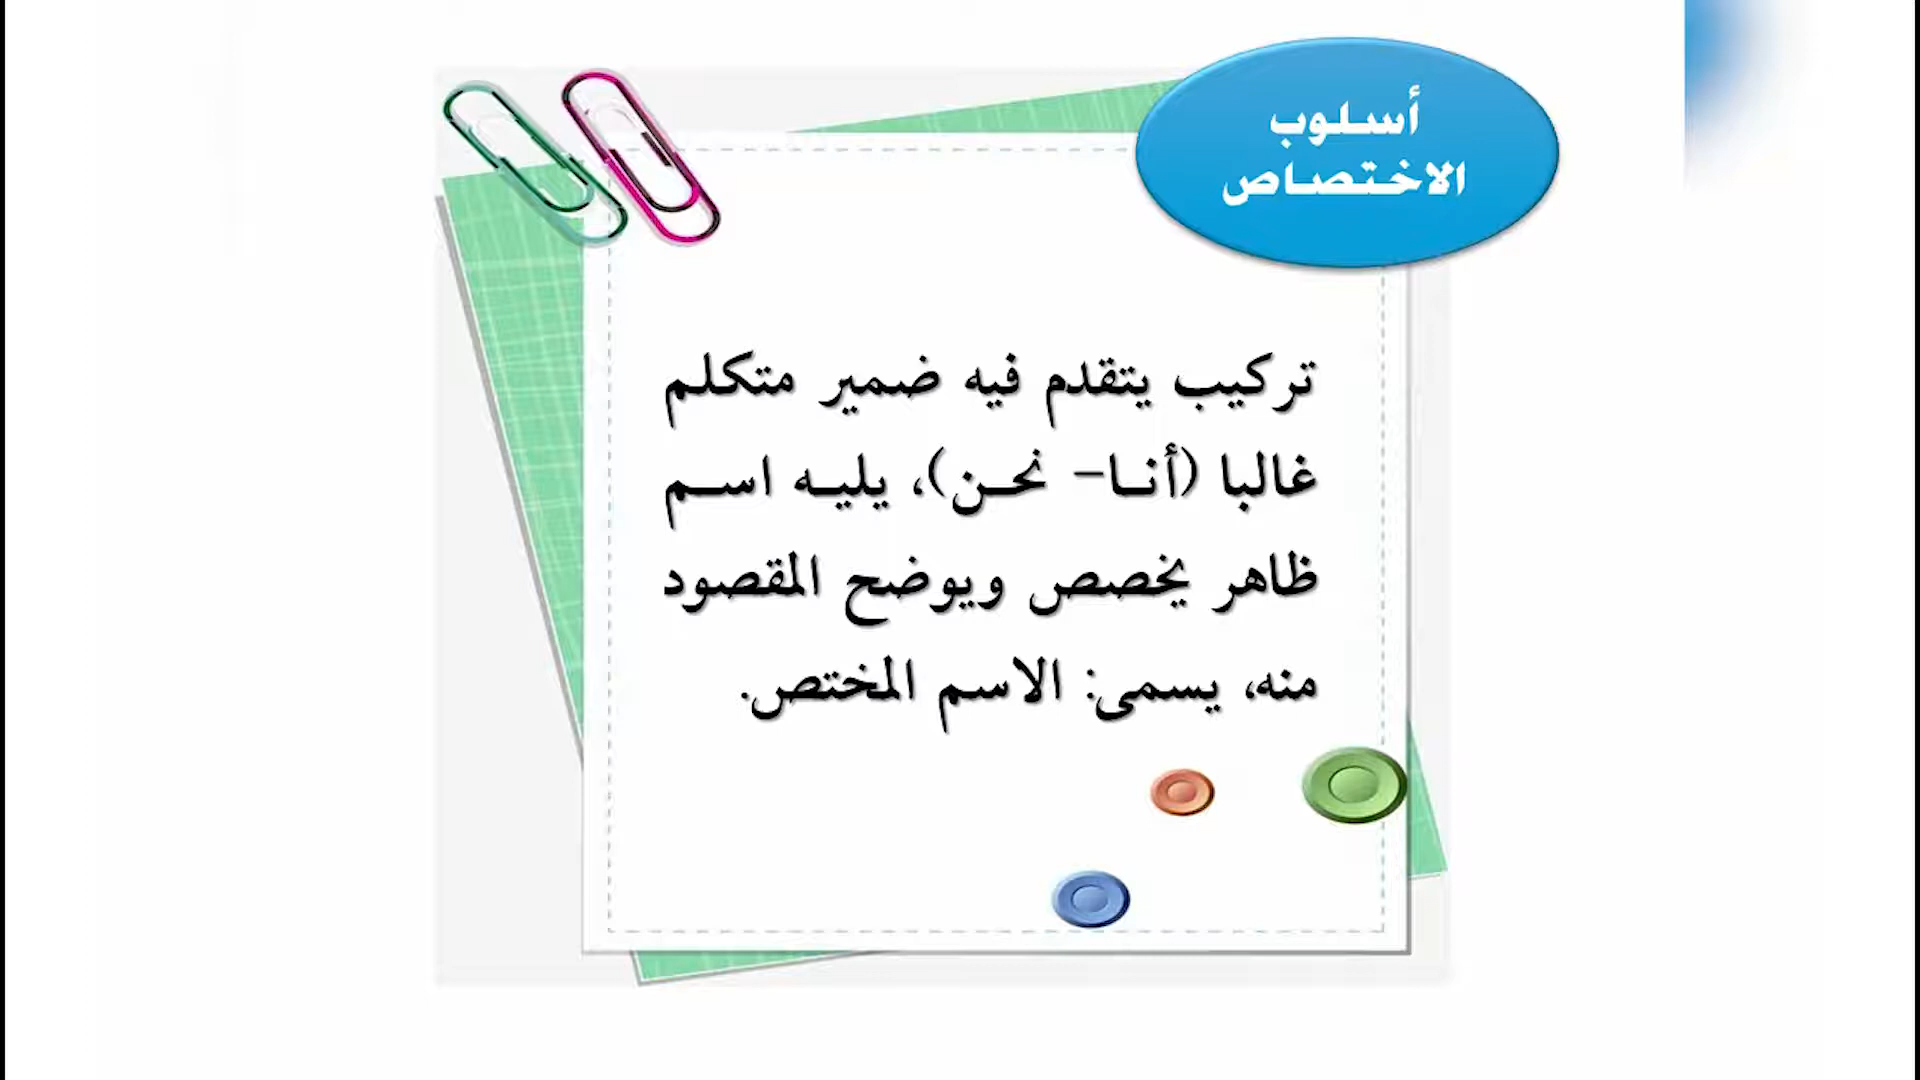 أسلوب
الاختصاص
تركيب يتقدم فيه ضمير متكلم
غالبا (أنا– نحن)، يليه اسم
ظاهر يخصص ويوضح المقصود
منه، يسمى: الاسم المختص.